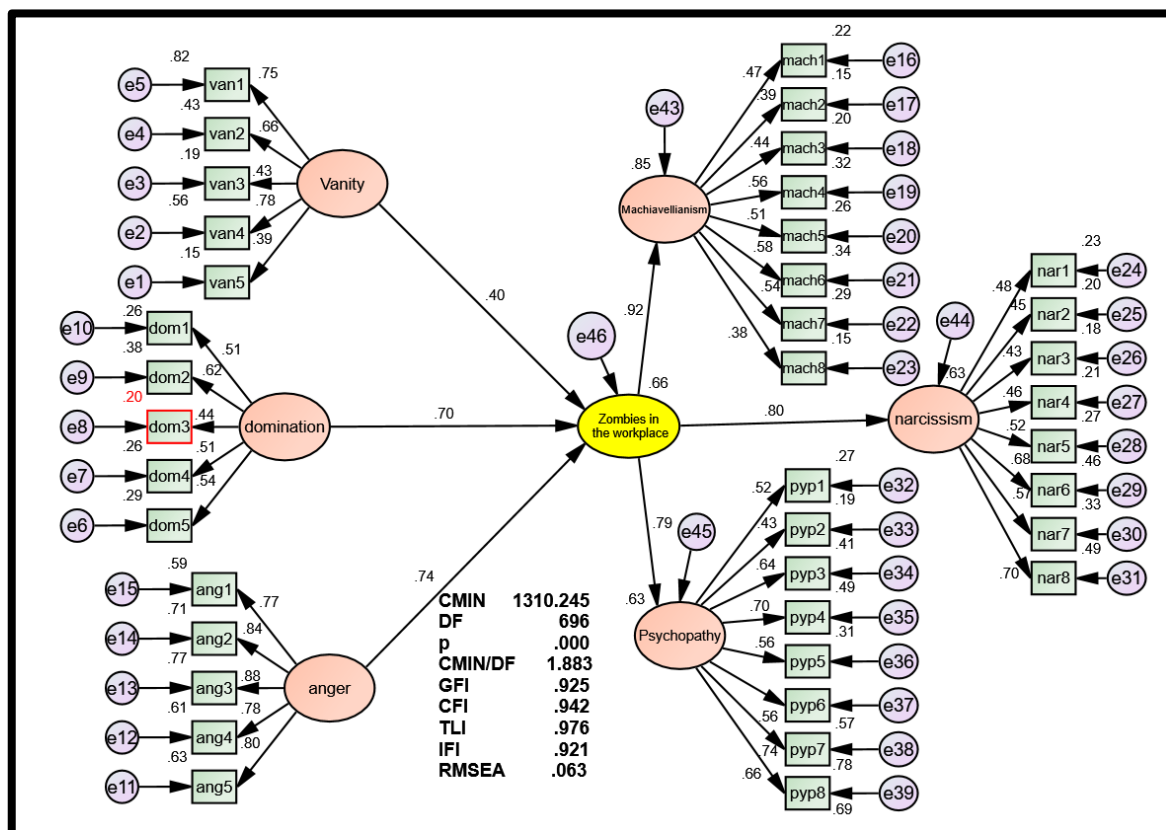 .82
e5
van1
.75
.43
e4
van2
.66
.19
e3
van3
.43
.56
e2
van4
.78
.15
e1
van5
.39
Vanity
.40
.26
e10
dom1
.51
.38
e9
dom2
.62
.20
e8
dom3
.44
.26
e7
dom4
.51
.29
e6
dom5
.54
domination
.70
.59
e15
ang1
.77
.71
e14
ang2
.84
.77
e13
ang3
.88
.61
e12
ang4
.78
.63
e11
ang5
.80
anger
.74
e46
.66
Zombies in
the workplace
.92
.80
.79
e43
.85
Machiavellianism
.22
.47
mach1
e16
.15
.39
mach2
e17
.20
.44
mach3
e18
.32
.56
mach4
e19
.26
.51
mach5
e20
.34
.58
mach6
e21
.29
.54
mach7
e22
.15
.38
mach8
e23
e44
.63
narcissism
.23
.48
nar1
e24
.20
.45
nar2
e25
.18
.43
nar3
e26
.21
.46
nar4
e27
.27
.52
nar5
e28
.46
.68
nar6
e29
.33
.57
nar7
e30
.49
.70
nar8
e31
e45
.63
Psychopathy
.27
.52
pyp1
e32
.19
.43
pyp2
e33
.41
.64
pyp3
e34
.49
.70
pyp4
e35
.31
.56
pyp5
e36
.56
pyp6
e37
.57
.74
pyp7
e38
.78
.66
pyp8
e39
.69
CMIN 1310.245
DF 696
p .000
CMIN/DF 1.883
GFI .925
CFI .942
TLI .976
IFI .921
RMSEA .063